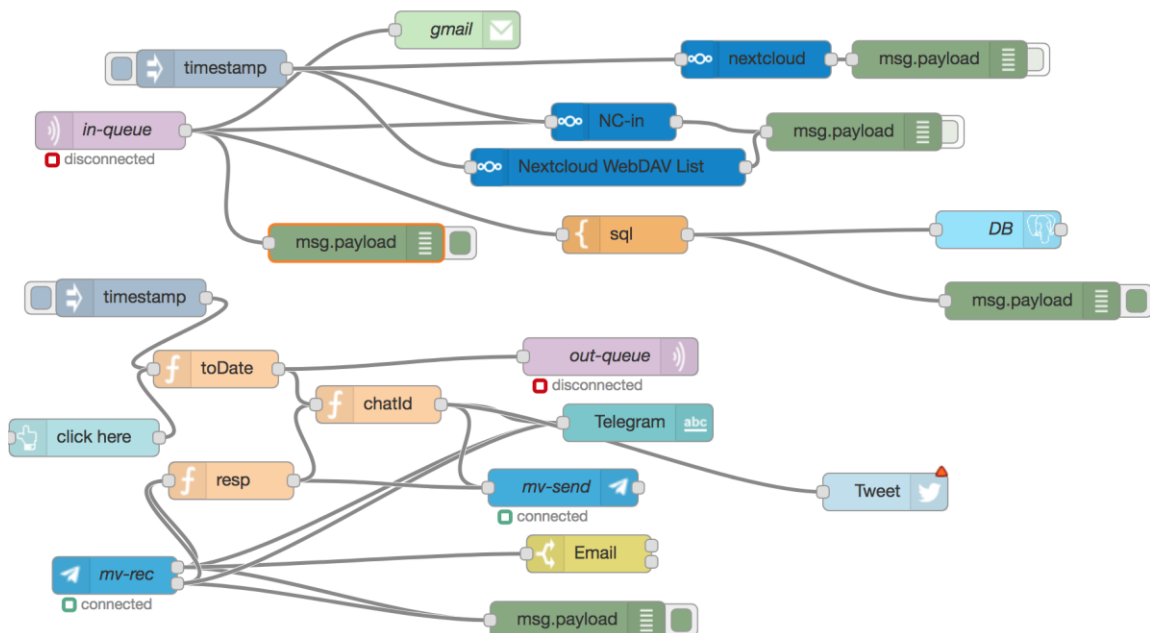 gmail
timestamp
nextcloud
msg.payload
in-queue
disconnected
NC-in
msg.payload
Nextcloud WebDAV List
msg.payload
sql
DB
timestamp
msg.payload
toDate
out-queue
disconnected
chatId
Telegram
abc
click here
resp
mv-send
connected
Tweet
mv-rec
connected
Email
msg.payload